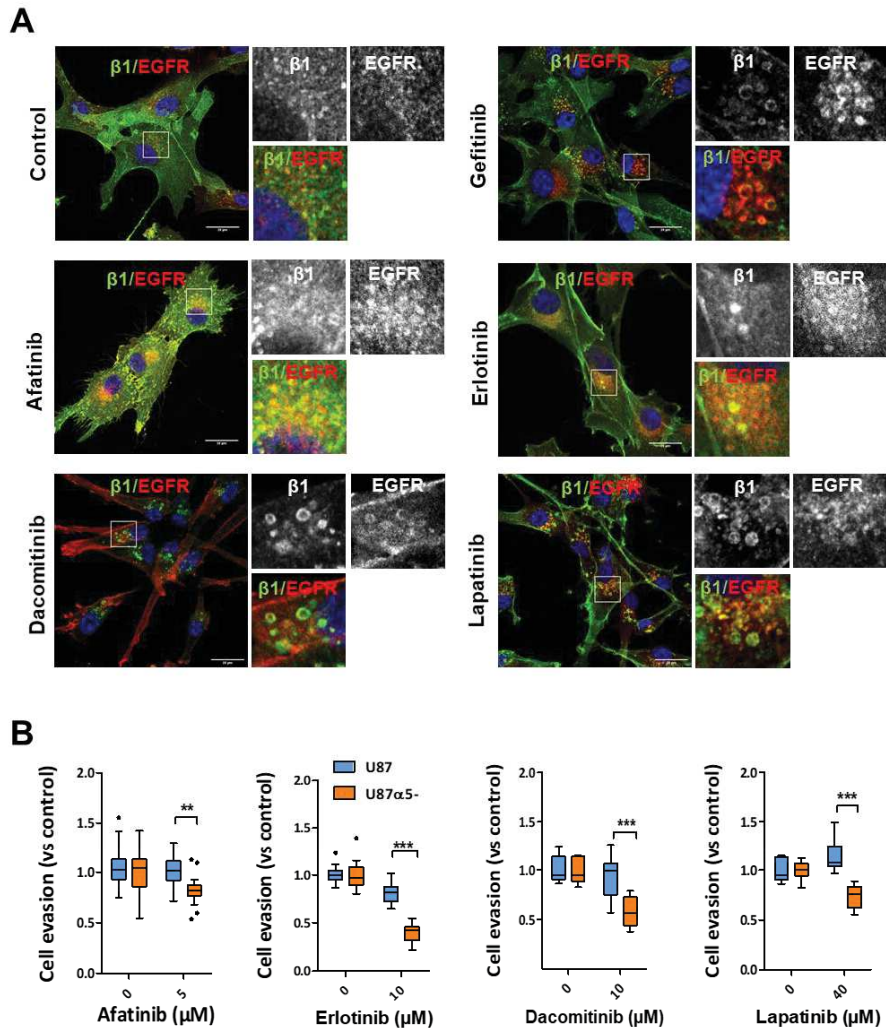 A
Control
β1/EGFR
β1
EGFR
β1/EGFR
Gefitinib
β1/EGFR
β1
EGFR
β1/EGFR
Afatinib
β1/EGFR
β1
EGFR
β1/EGFR
Erlotinib
β1/EGFR
β1
EGFR
β1/EGFR
Dacomitinib
β1/EGFR
β1
EGFR
β1/EGFR
Lapatinib
β1/EGFR
β1
EGFR
β1/EGFR
B
Cell evasion (vs control)
2.0
1.5
1.0
0.5
0.0
**
0
5
Afatinib (µM)
Cell evasion (vs control)
2.0
1.5
1.0
0.5
0.0
U87
U87α5-
***
0
10
Erlotinib (µM)
Cell evasion (vs control)
2.0
1.5
1.0
0.5
***
0
10
Dacomitinib (µM)
Cell evasion (vs control)
2.0
1.5
1.0
0.5
0.0
***
0
40
Lapatinib (µM)